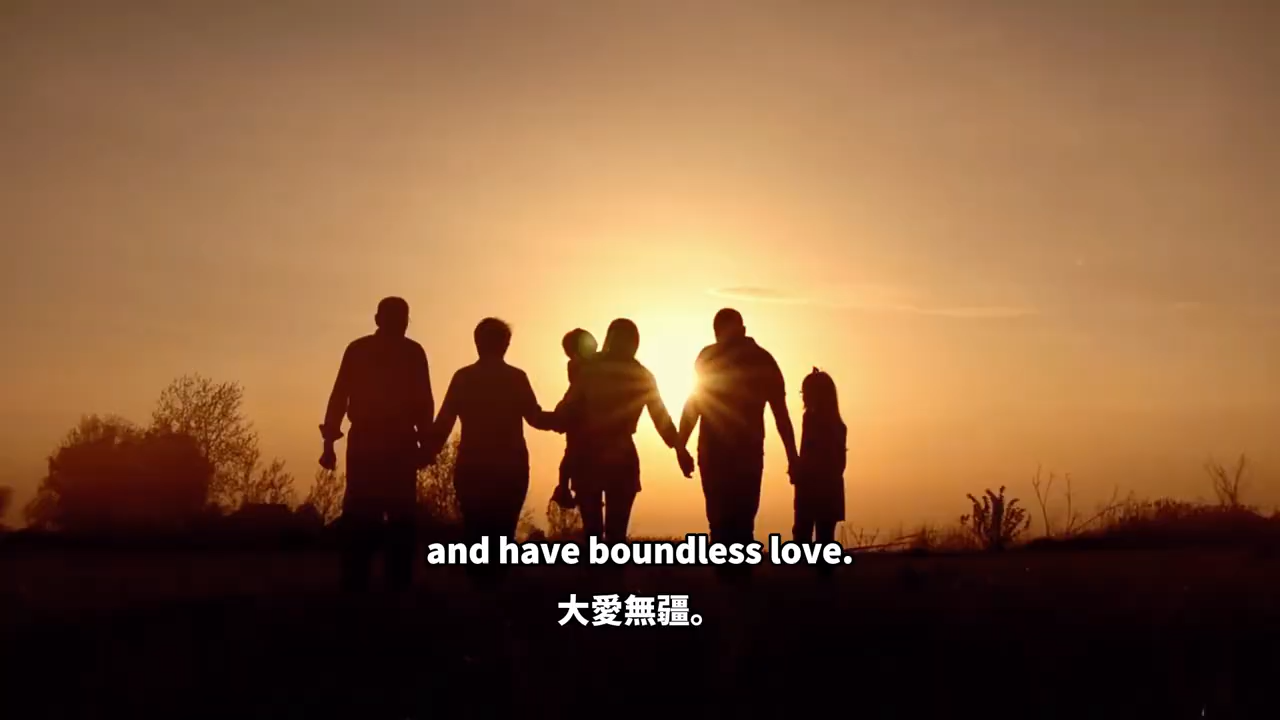 and have boundless love.
大愛無疆。